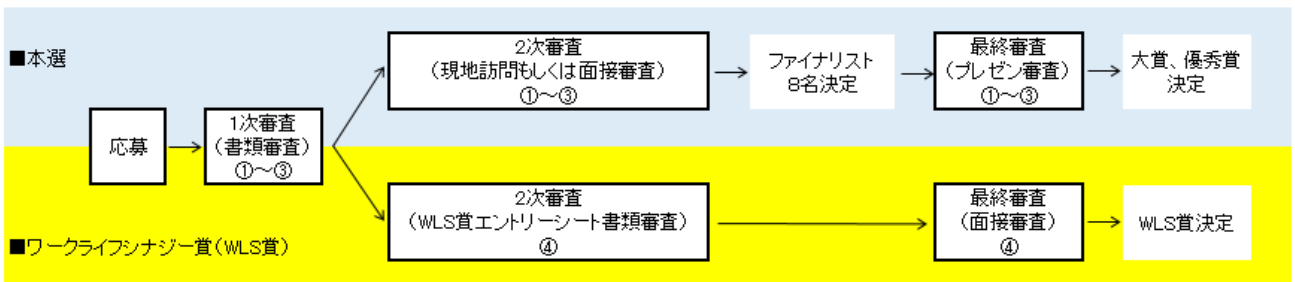 ■本選
応募
1次審査
(書類審査)
①～③
2次審査
(現地訪問もしくは面接審査)
①～③
ファイナリスト
8名決定
最終審査
(プレゼン審査)
①～③
大賞、優秀賞
決定
■ワークライフシナジー賞(WLS賞)
2次審査
(WLS賞エントリーシート書類審査)
④
最終審査
(面接審査)
④
WLS賞決定